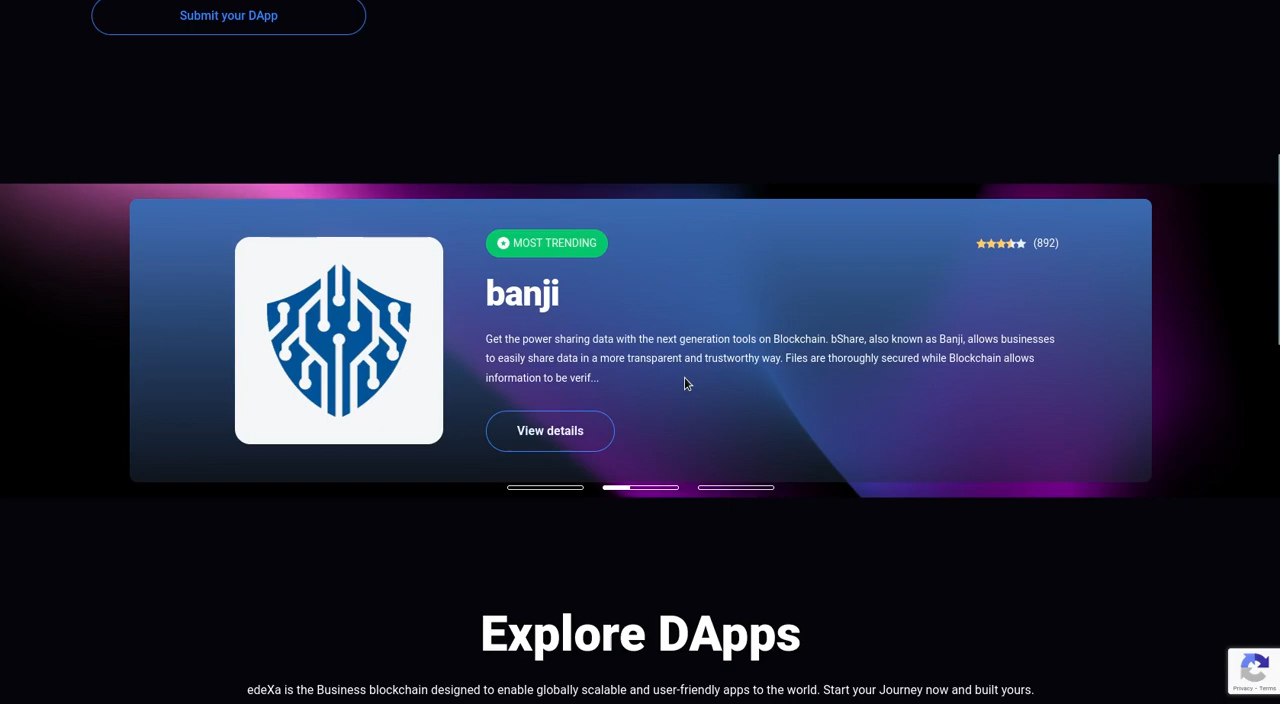 Submit your DApp
MOST TRENDING
(892)
banji
Get the power sharing data with the next generation tools on Blockchain. bShare, also known as Banji, allows businesses
to easily share data in a more transparent and trustworthy way. Files are thoroughly secured while Blockchain allows
information to be verif...
View details
Explore DApps
edeXa is the Business blockchain designed to enable globally scalable and user-friendly apps to the world. Start your Journey now and built yours.
Privacy - Terms